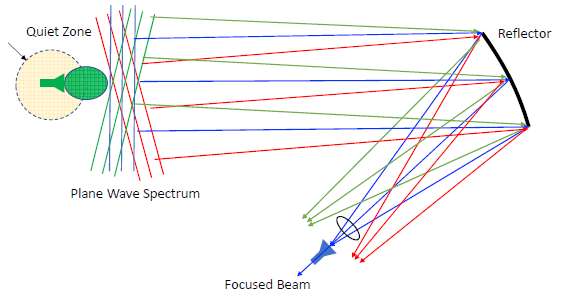 Quiet Zone
Reflector
Plane Wave Spectrum
Focused Beam